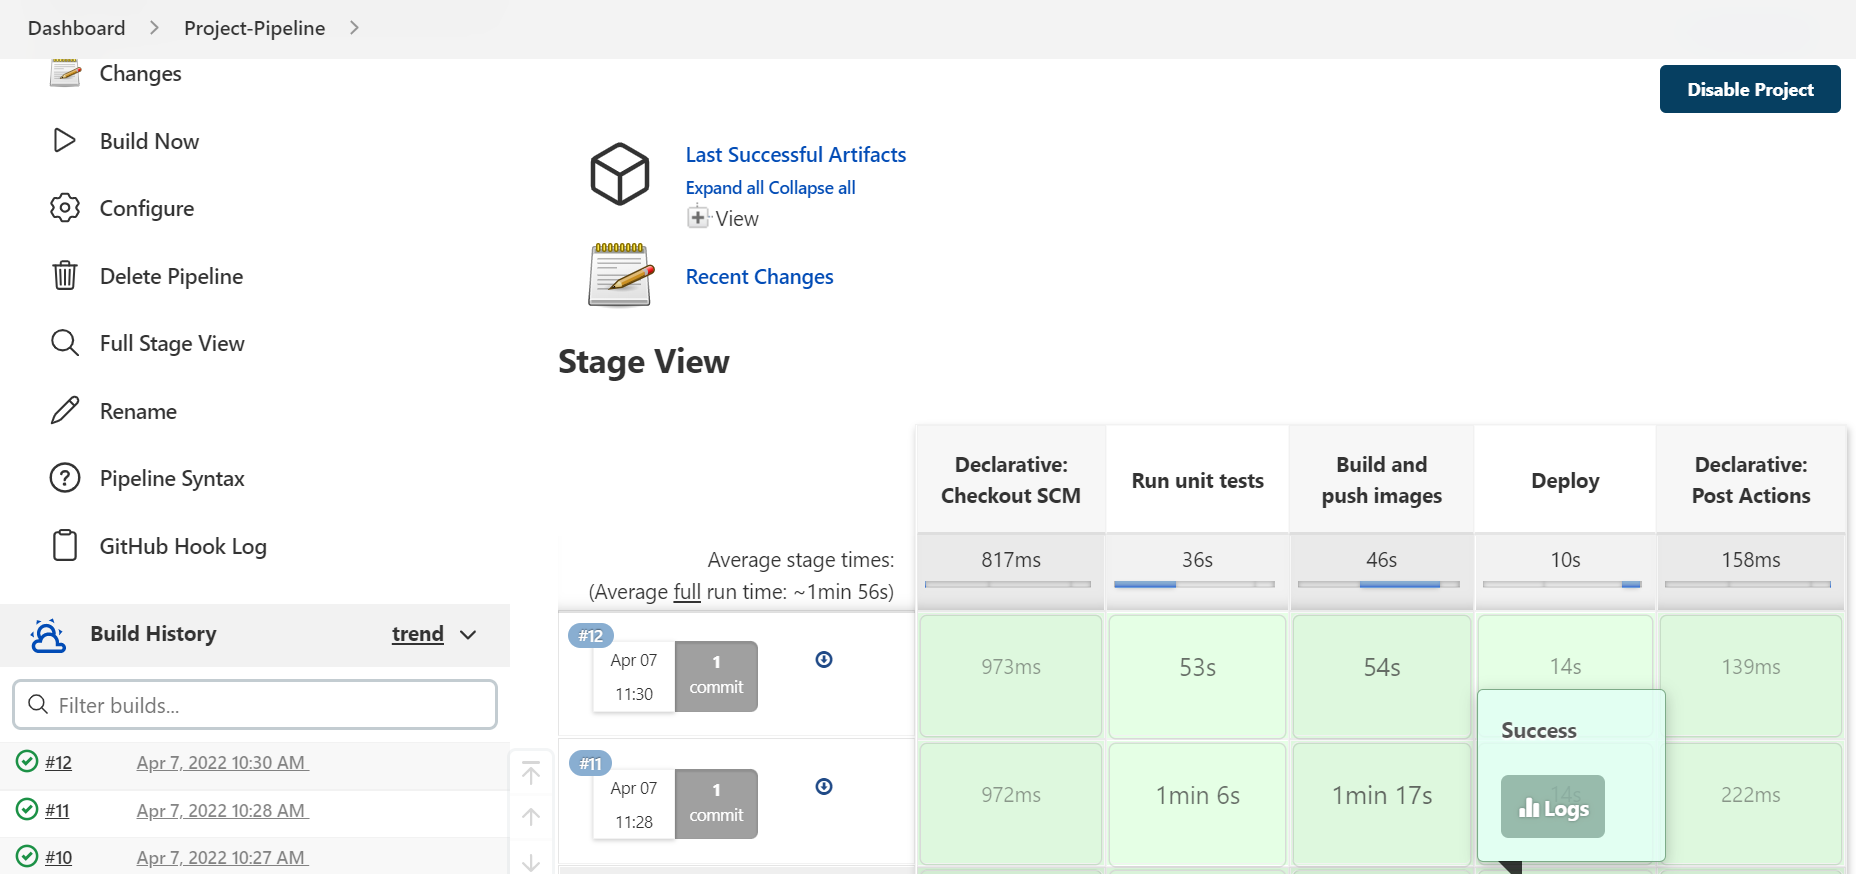 Dashboard
Project-Pipeline
Changes
Build Now
Configure
Delete Pipeline
Full Stage View
Rename
Pipeline Syntax
GitHub Hook Log
Build History
trend
Filter builds...
#12 Apr 7, 2022 10:30 AM
#11 Apr 7, 2022 10:28 AM
#10 Apr 7, 2022 10:27 AM
Disable Project
Last Successful Artifacts
Expand all Collapse all
View
Recent Changes
Stage View
Declarative:
Checkout SCM
Run unit tests
Build and
push images
Deploy
Declarative:
Post Actions
Average stage times:
(Average full run time: ~1min 56s)
817ms
36s
46s
10s
158ms
#12
Apr 07
11:30
1
commit
973ms
53s
54s
14s
139ms
#11
Apr 07
11:28
1
commit
972ms
1min 6s
1min 17s
14s
222ms
Success
Logs